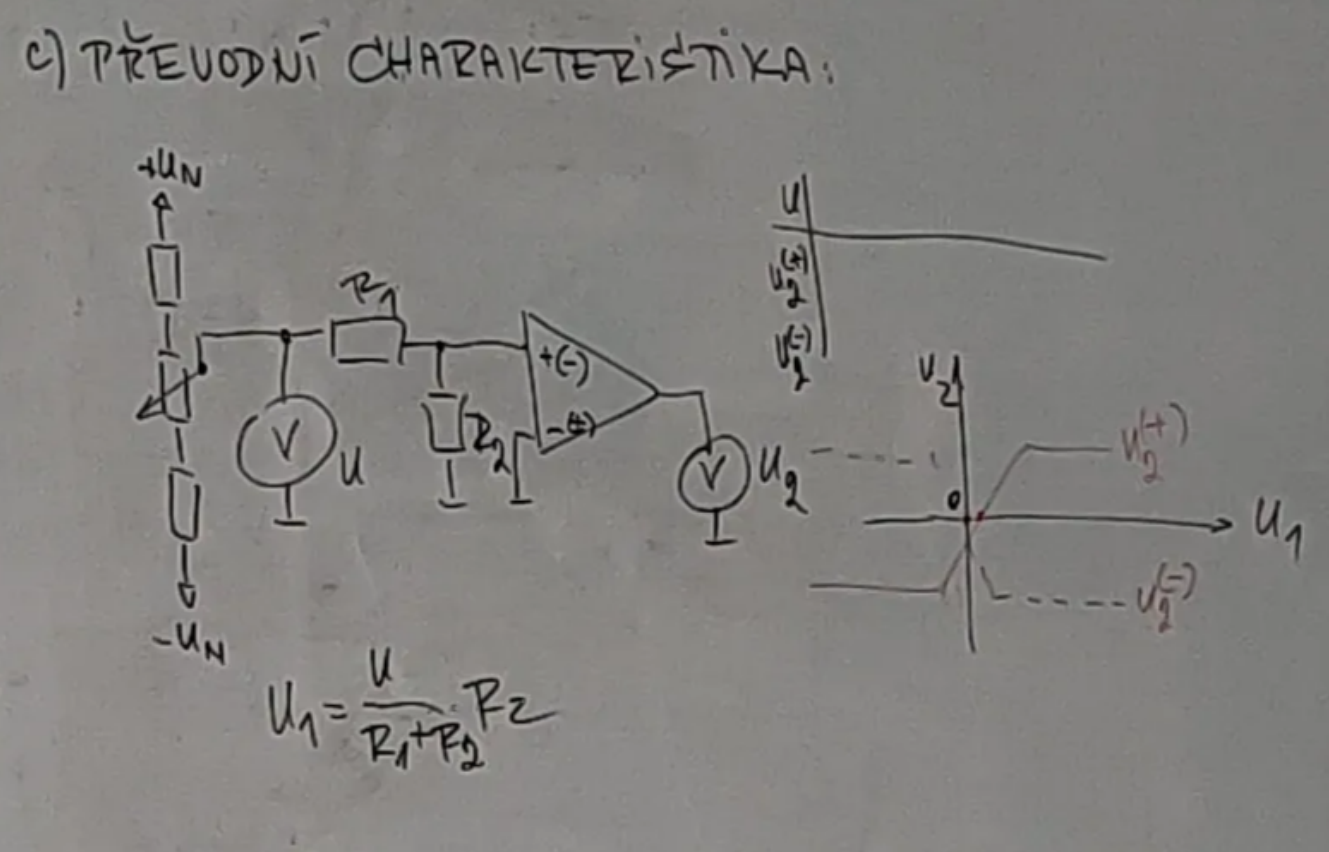 c) PŘEVODNÍ CHARAKTERISTIKA:
+U_N
R_1
+(-)
-(+)
R_2
V
U
V
U_2
-U_N
U_1 = U / (R_1 + R_2) R_2
U
U_2^(+)
U_2^(-)
U_2
0
U_2^(+)
U_1
U_2^(-)